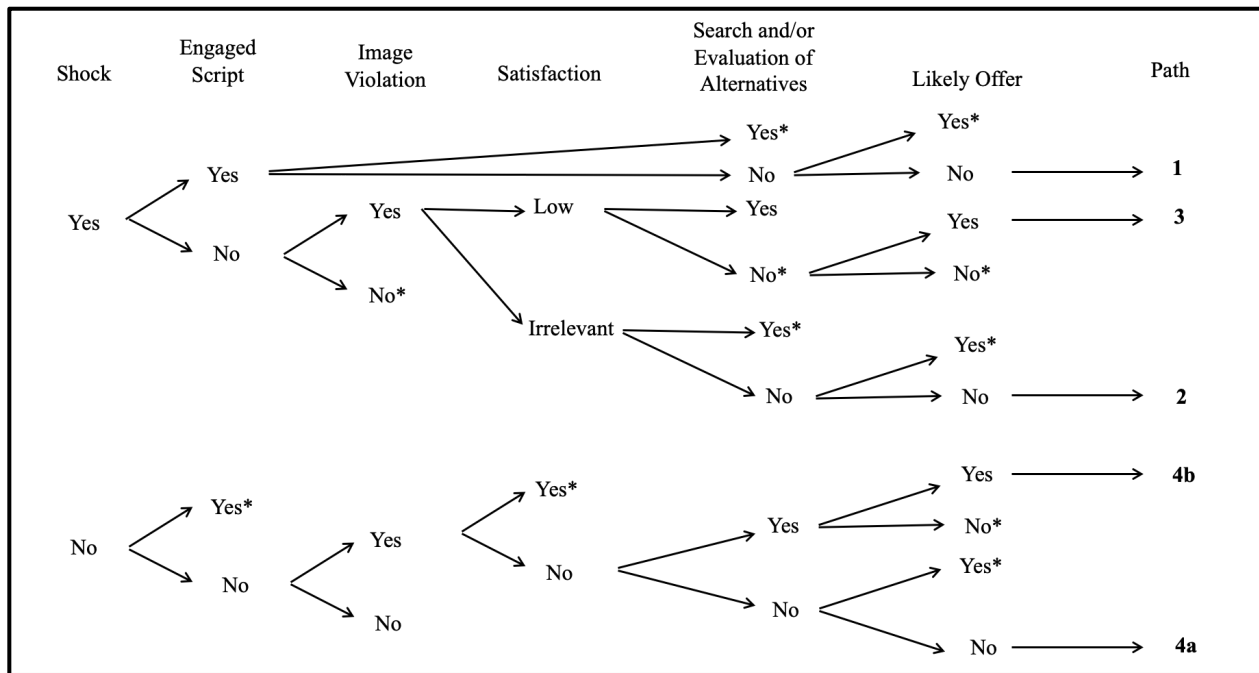 Shock
Engaged
Script
Image
Violation
Satisfaction
Search and/or
Evaluation of
Alternatives
Likely Offer
Path
Yes*
Yes*
Yes
No
No
1
Yes
Yes
Low
Yes
Yes
3
No
No*
No*
No*
Irrelevant
Yes*
Yes*
No
No
2
Yes
4b
Yes*
Yes*
No
Yes
Yes
No*
No
No
Yes*
No
No
No
4a